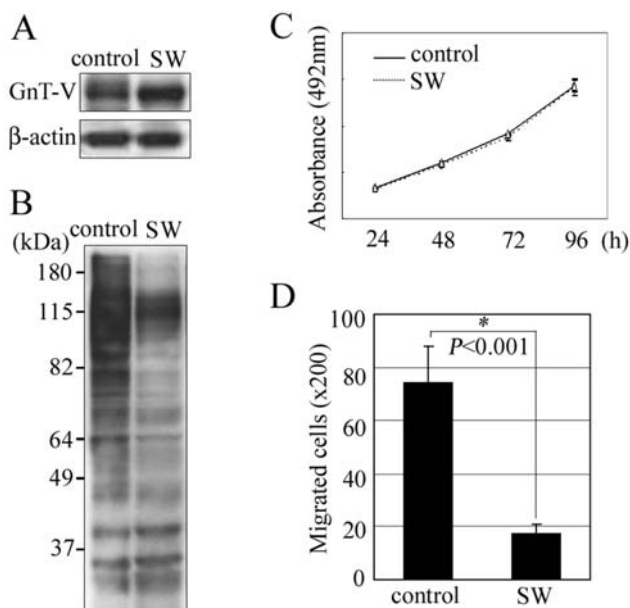 A
control SW
GnT-V
β-actin
B
control SW
(kDa)
180
115
82
64
49
37
C
Absorbance (492nm)
control
SW
24 48 72 96 (h)
D
Migrated cells (x200)
100
80
60
40
20
0
*
P<0.001
control SW